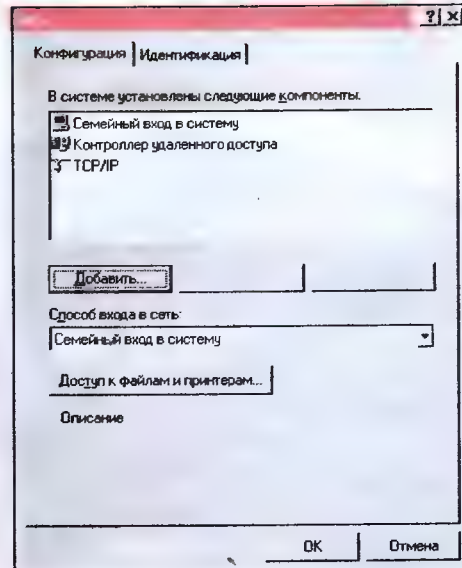 Конфигурация Идентификация
В системе установлены следующие компоненты.
Семейный вход в систему
Контроллер удаленного доступа
TCP/IP
Добавить...
Способ входа в сеть:
Семейный вход в систему
Доступ к файлам и принтерам...
Описание
OK Отмена